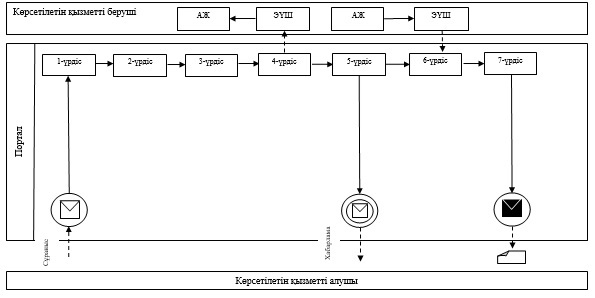 Көрсетілетін қызметті беруші
АЖ
ЭҮШ
АЖ
ЭҮШ
Портал
1-үрдіс
2-үрдіс
3-үрдіс
4-үрдіс
5-үрдіс
6-үрдіс
7-үрдіс
Сұраныс
Хабарлама
Көрсетілетін қызметті алушы